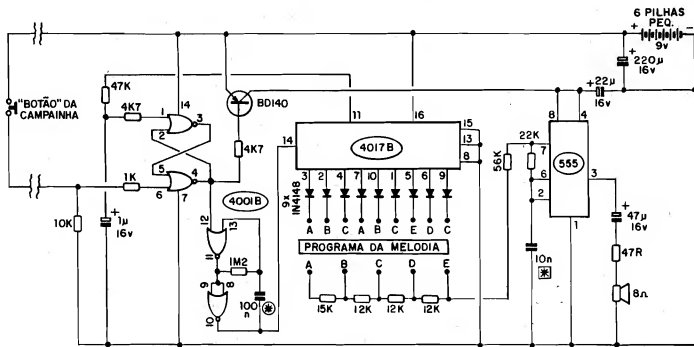 6 PILHAS
PEQ.
9v
+
−
+
220µ
16v
22µ
+
16v
"BOTÃO" DA
CAMPAINHA
47K
4K7
1
2
3
14
BD140
4K7
11
16
14
4017B
15
13
8
8
4
7
6
2
555
3
1
22K
56K
1K
5
6
4
7
10K
+
1µ
16v
4001B
12
13
11
1M2
9
8
10
100
n
*
9x
1N4148
3
2
4
7
10
1
5
6
9
A
B
C
A
B
C
E
D
C
PROGRAMA DA MELODIA
A
B
C
D
E
15K
12K
12K
12K
10n
*
+
47µ
16v
47R
8Ω